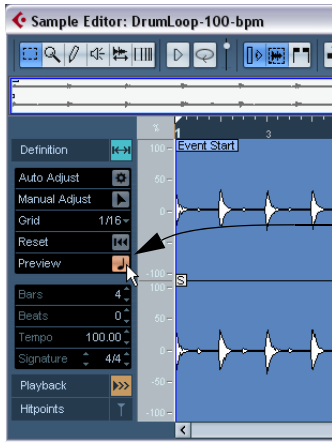 Sample Editor: DrumLoop-100-bpm
%
1
3
Definition
100
Event Start
Auto Adjust
50
Manual Adjust
Grid 1/16
0
Reset
Preview
-100
100
S
Bars 4
Beats 0
50
Tempo 100.00
Signature 4/4
0
Playback
-50
Hitpoints
-100